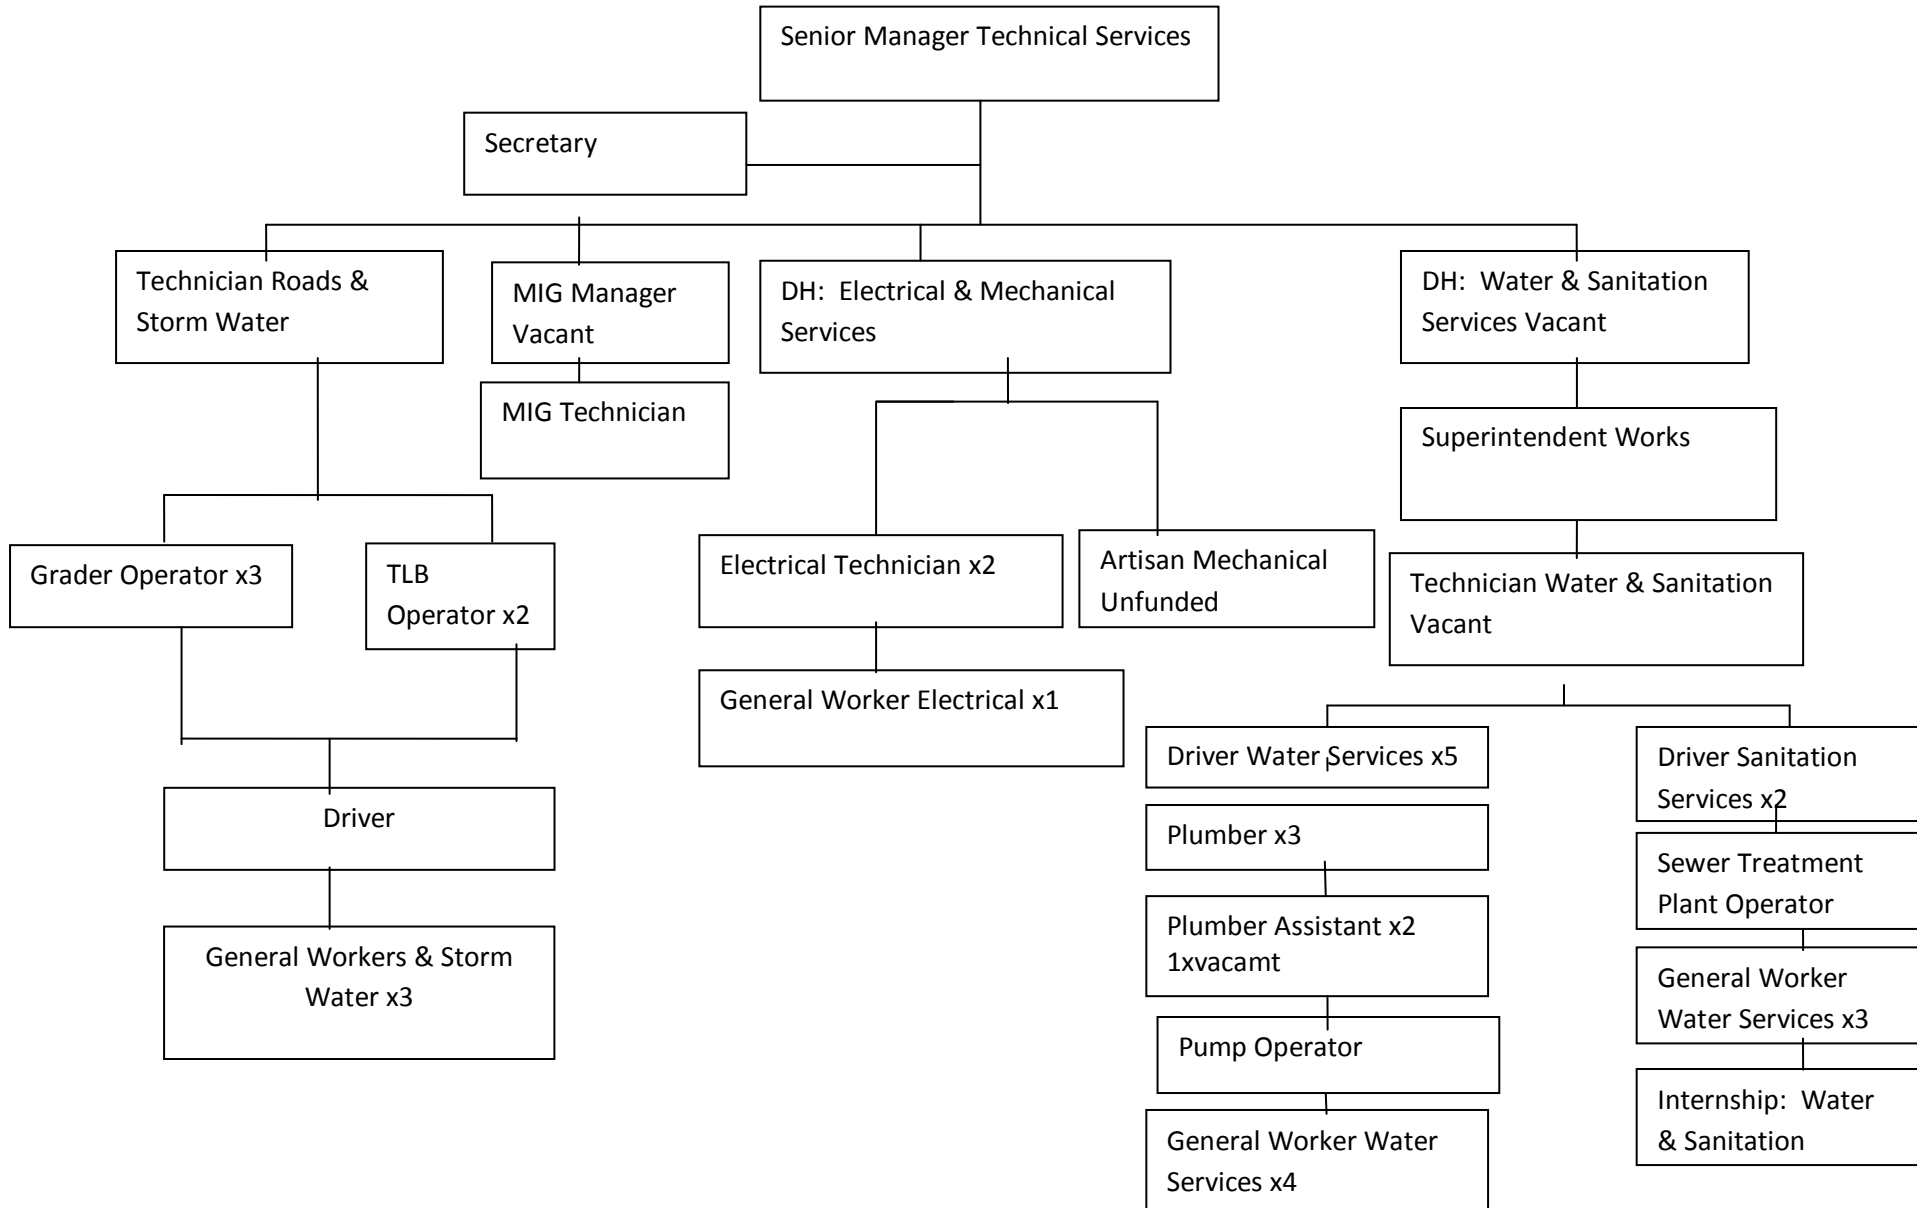 Senior Manager Technical Services
Secretary
Technician Roads &
Storm Water
MIG Manager
Vacant
DH:  Electrical & Mechanical
Services
DH:  Water & Sanitation
Services Vacant
MIG Technician
Superintendent Works
Grader Operator x3
TLB
Operator x2
Electrical Technician x2
Artisan Mechanical
Unfunded
Technician Water & Sanitation
Vacant
General Worker Electrical x1
Driver Water Services x5
Driver Sanitation
Services x2
Driver
Plumber x3
Sewer Treatment
Plant Operator
General Workers & Storm
Water x3
Plumber Assistant x2
1xvacamt
General Worker
Water Services x3
Pump Operator
Internship:  Water
& Sanitation
General Worker Water
Services x4